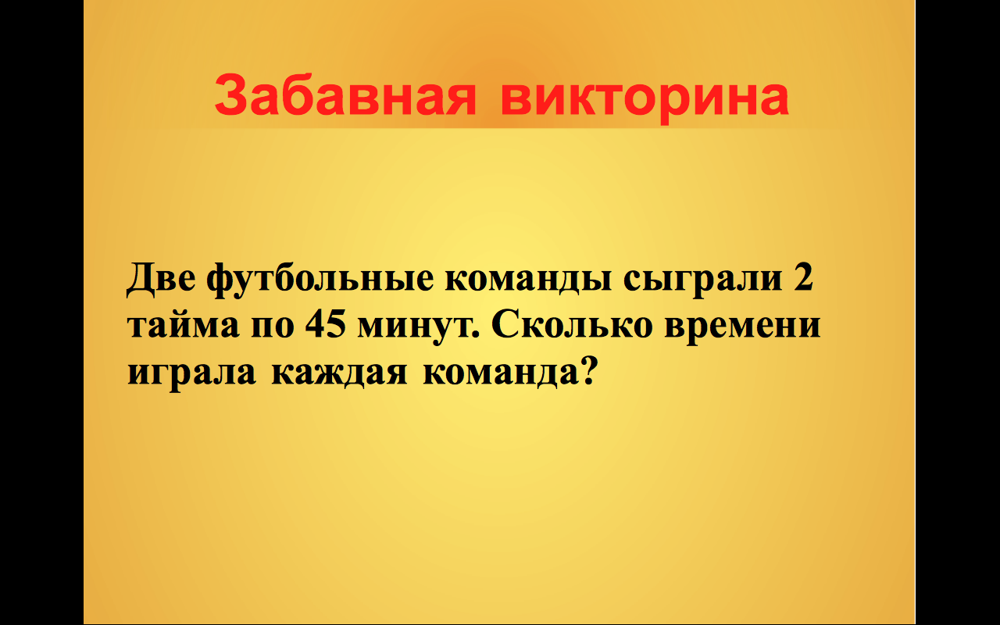 Забавная викторина
Две футбольные команды сыграли 2
тайма по 45 минут. Сколько времени
играла каждая команда?